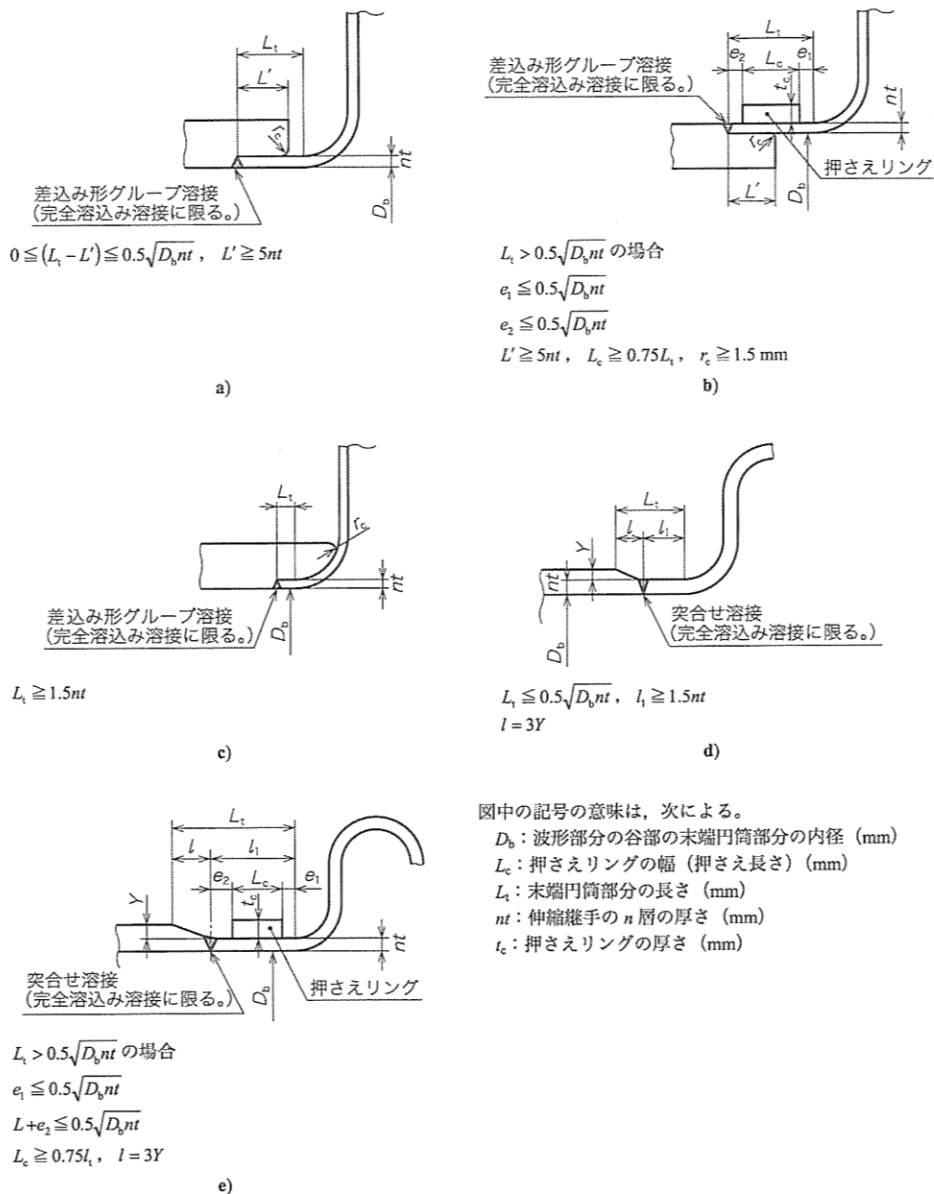 L_t
L'
r_c
nt
D_b
差込み形グルーブ溶接
(完全溶込み溶接に限る。)
0≦(L_t−L')≦0.5√(D_b nt)， L'≧5nt
a)
L_t
e_2 L_c e_1
t_c
nt
差込み形グルーブ溶接
(完全溶込み溶接に限る。)
r_c
押さえリング
L'
D_b
L_t>0.5√(D_b nt) の場合
e_1≦0.5√(D_b nt)
e_2≦0.5√(D_b nt)
L'≧5nt， L_c≧0.75L_t， r_c≧1.5 mm
b)
L_t
r_c
nt
D_b
差込み形グルーブ溶接
(完全溶込み溶接に限る。)
L_t≧1.5nt
c)
L_t
l l_1
Y
nt
D_b
突合せ溶接
(完全溶込み溶接に限る。)
L_t≦0.5√(D_b nt)， l_1≧1.5nt
l=3Y
d)
L_t
l l_1
e_2 L_c e_1
t_c
Y
nt
D_b
突合せ溶接
(完全溶込み溶接に限る。)
押さえリング
L_t>0.5√(D_b nt) の場合
e_1≦0.5√(D_b nt)
L+e_2≦0.5√(D_b nt)
L_c≧0.75l_t， l=3Y
e)
図中の記号の意味は，次による。
D_b：波形部分の谷部の末端円筒部分の内径（mm）
L_c：押さえリングの幅（押さえ長さ）（mm）
L_t：末端円筒部分の長さ（mm）
nt：伸縮継手の n 層の厚さ（mm）
t_c：押さえリングの厚さ（mm）